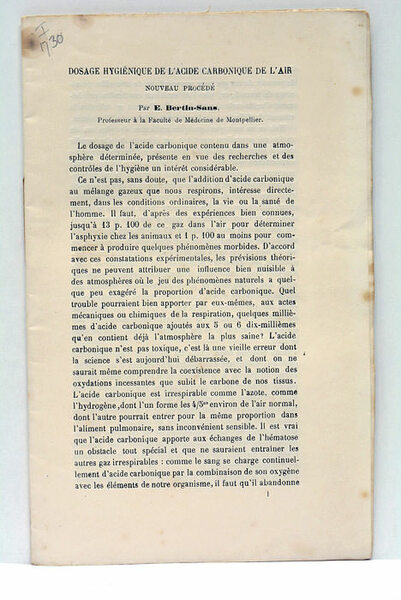 I
730
DOSAGE HYGIÉNIQUE DE L'ACIDE CARBONIQUE DE L'AIR
NOUVEAU PROCÉDÉ
Par E. Bertin-Sans,
Professeur à la Faculté de Médecine de Montpellier.
Le dosage de l'acide carbonique contenu dans une atmo-
sphère déterminée, présente en vue des recherches et des
contrôles de l'hygiène un intérêt considérable.
Ce n'est pas, sans doute, que l'addition d'acide carbonique
au mélange gazeux que nous respirons, intéresse directe-
ment, dans les conditions ordinaires, la vie ou la santé de
l'homme. Il faut, d'après des expériences bien connues,
jusqu'à 13 p. 100 de ce gaz dans l'air pour déterminer
l'asphyxie chez les animaux et 1 p. 100 au moins pour com-
mencer à produire quelques phénomènes morbides. D'accord
avec ces constatations expérimentales, les prévisions théori-
ques ne peuvent attribuer une influence bien nuisible à
des atmosphères où le jeu des phénomènes naturels a quel-
que peu exagéré la proportion d'acide carbonique. Quel
trouble pourraient bien apporter par eux-mêmes, aux actes
mécaniques ou chimiques de la respiration, quelques milliè-
mes d'acide carbonique ajoutés aux 5 ou 6 dix-millièmes
qu'en contient déjà l'atmosphère la plus saine? L'acide
carbonique n'est pas toxique, c'est là une vieille erreur dont
la science s'est aujourd'hui débarrassée, et dont on ne
saurait même comprendre la coexistence avec la notion des
oxydations incessantes que subit le carbone de nos tissus.
L'acide carbonique est irrespirable comme l'azote, comme
l'hydrogène, dont l'un forme les 4/5es environ de l'air normal,
dont l'autre pourrait entrer pour la même proportion dans
l'aliment pulmonaire, sans inconvénient sensible. Il est vrai
que l'acide carbonique apporte aux échanges de l'hématose
un obstacle tout spécial et que ne sauraient entraîner les
autres gaz irrespirables : comme le sang se charge continuel-
lement d'acide carbonique par la combinaison de son oxygène
avec les éléments de notre organisme, il faut qu'il abandonne
1